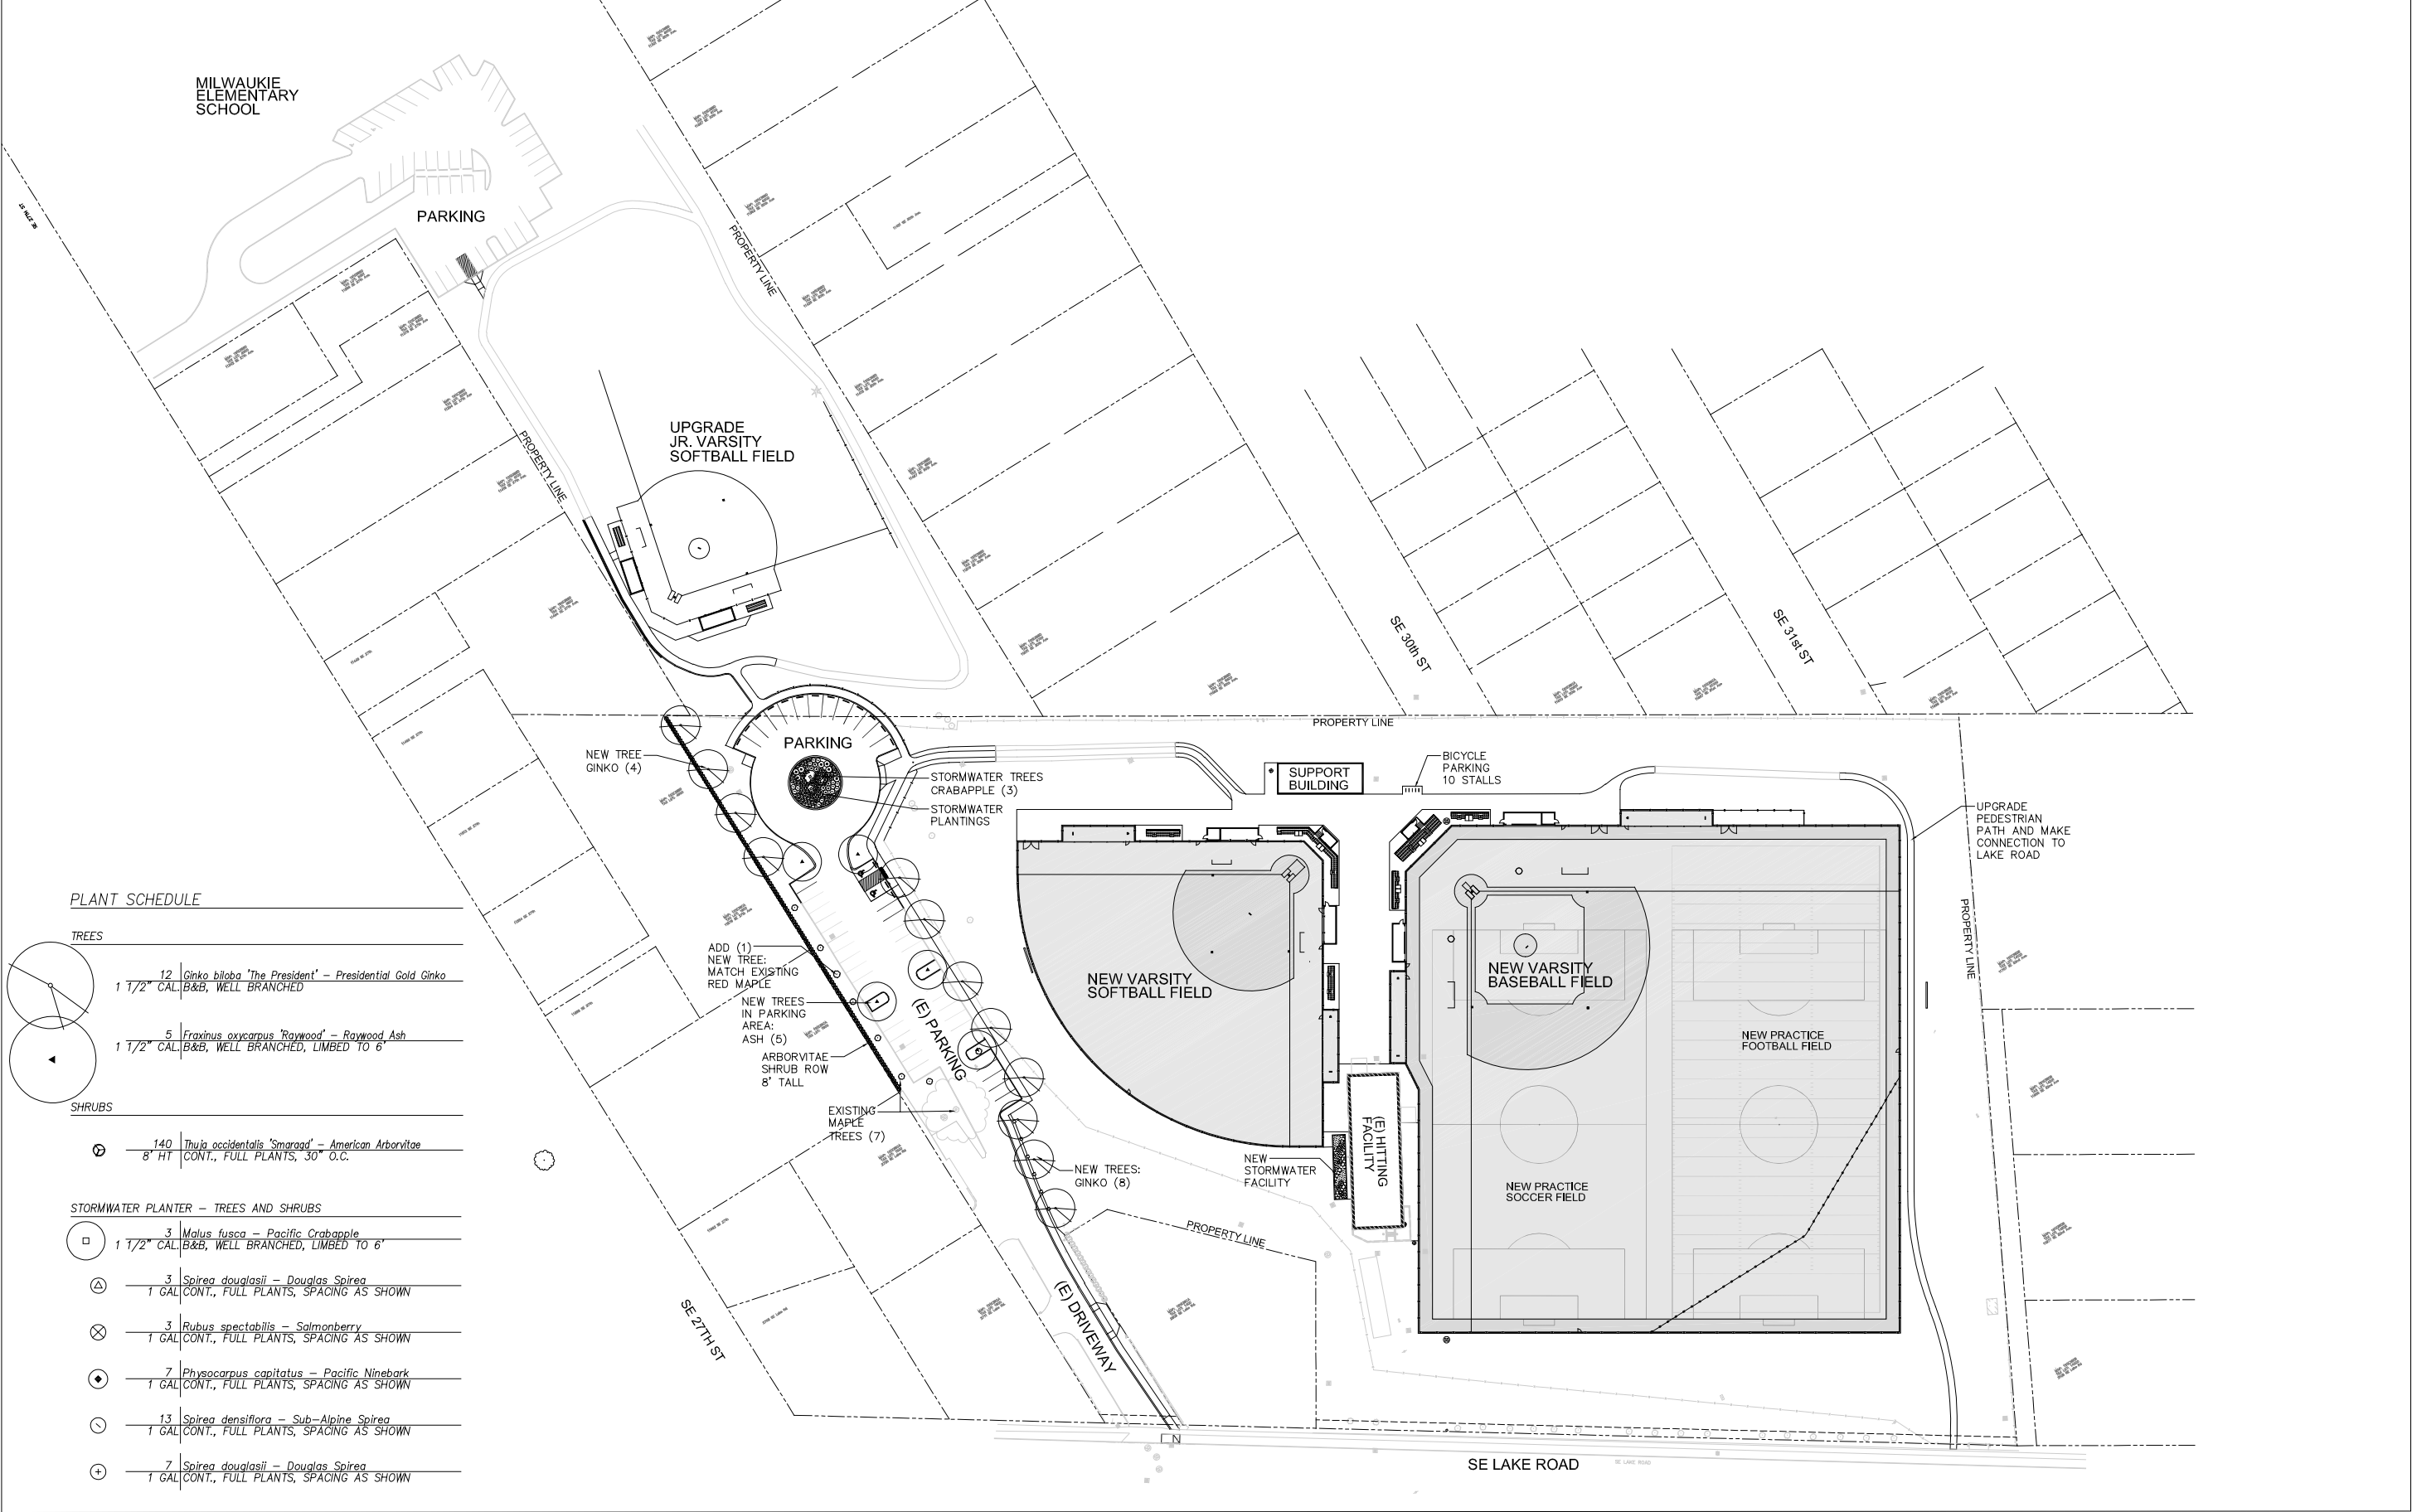 MILWAUKIE
ELEMENTARY
SCHOOL
PARKING
SE 27TH ST
PROPERTY LINE
PROPERTY LINE
UPGRADE
JR. VARSITY
SOFTBALL FIELD
SE 30th ST
SE 31st ST
PROPERTY LINE
PARKING
NEW TREE
GINKO (4)
STORMWATER TREES
CRABAPPLE (3)
STORMWATER
PLANTINGS
SUPPORT
BUILDING
BICYCLE
PARKING
10 STALLS
UPGRADE
PEDESTRIAN
PATH AND MAKE
CONNECTION TO
LAKE ROAD
PROPERTY LINE
ADD (1)
NEW TREE:
MATCH EXISTING
RED MAPLE
NEW TREES
IN PARKING
AREA:
ASH (5)
ARBORVITAE
SHRUB ROW
8' TALL
EXISTING
MAPLE
TREES (7)
(E) PARKING
NEW VARSITY
SOFTBALL FIELD
NEW VARSITY
BASEBALL FIELD
NEW PRACTICE
FOOTBALL FIELD
NEW PRACTICE
SOCCER FIELD
(E) HITTING
FACILITY
NEW
STORMWATER
FACILITY
NEW TREES:
GINKO (8)
PROPERTY LINE
(E) DRIVEWAY
SE 27TH ST
SE LAKE ROAD
SE LAKE ROAD
PLANT SCHEDULE
TREES
12 Ginko biloba 'The President' – Presidential Gold Ginko
1 1/2" CAL. B&B, WELL BRANCHED
5 Fraxinus oxycarpus 'Raywood' – Raywood Ash
1 1/2" CAL. B&B, WELL BRANCHED, LIMBED TO 6'
SHRUBS
140 Thuja occidentalis 'Smaragd' – American Arborvitae
8' HT CONT., FULL PLANTS, 30" O.C.
STORMWATER PLANTER – TREES AND SHRUBS
3 Malus fusca – Pacific Crabapple
1 1/2" CAL. B&B, WELL BRANCHED, LIMBED TO 6'
3 Spirea douglasii – Douglas Spirea
1 GAL CONT., FULL PLANTS, SPACING AS SHOWN
3 Rubus spectabilis – Salmonberry
1 GAL CONT., FULL PLANTS, SPACING AS SHOWN
7 Physocarpus capitatus – Pacific Ninebark
1 GAL CONT., FULL PLANTS, SPACING AS SHOWN
13 Spirea densiflora – Sub-Alpine Spirea
1 GAL CONT., FULL PLANTS, SPACING AS SHOWN
7 Spirea douglasii – Douglas Spirea
1 GAL CONT., FULL PLANTS, SPACING AS SHOWN